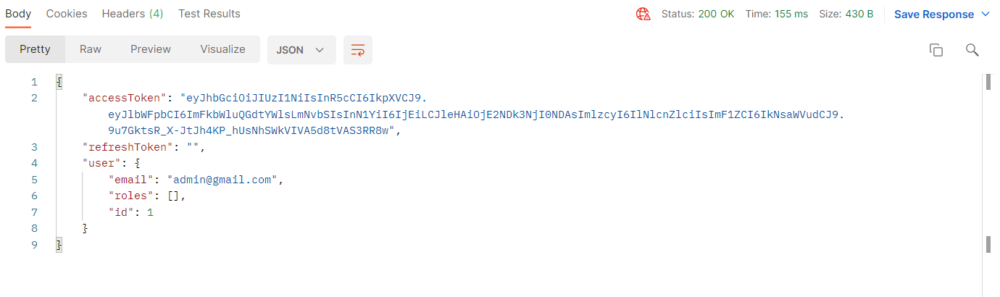 Body Cookies Headers (4) Test Results Status: 200 OK Time: 155 ms Size: 430 B Save Response
Pretty Raw Preview Visualize JSON
1 {
2 "accessToken": "eyJhbGciOiJIUzI1NiIsInR5cCI6IkpXVCJ9.
eyJlbWFpbCI6ImFkbWluQGdtYWlsLmNvbSIsInN1YiI6IjEiLCJleHAiOjE2NDk3NjI0NDAsImlzcyI6IlNlcnZlciIsImF1ZCI6IkNsaWVudCJ9.
9u7GktsR_X-JtJh4KP_hUsNhSWkVIVA5d8tVAS3RR8w",
3 "refreshToken": "",
4 "user": {
5 "email": "admin@gmail.com",
6 "roles": [],
7 "id": 1
8 }
9 }